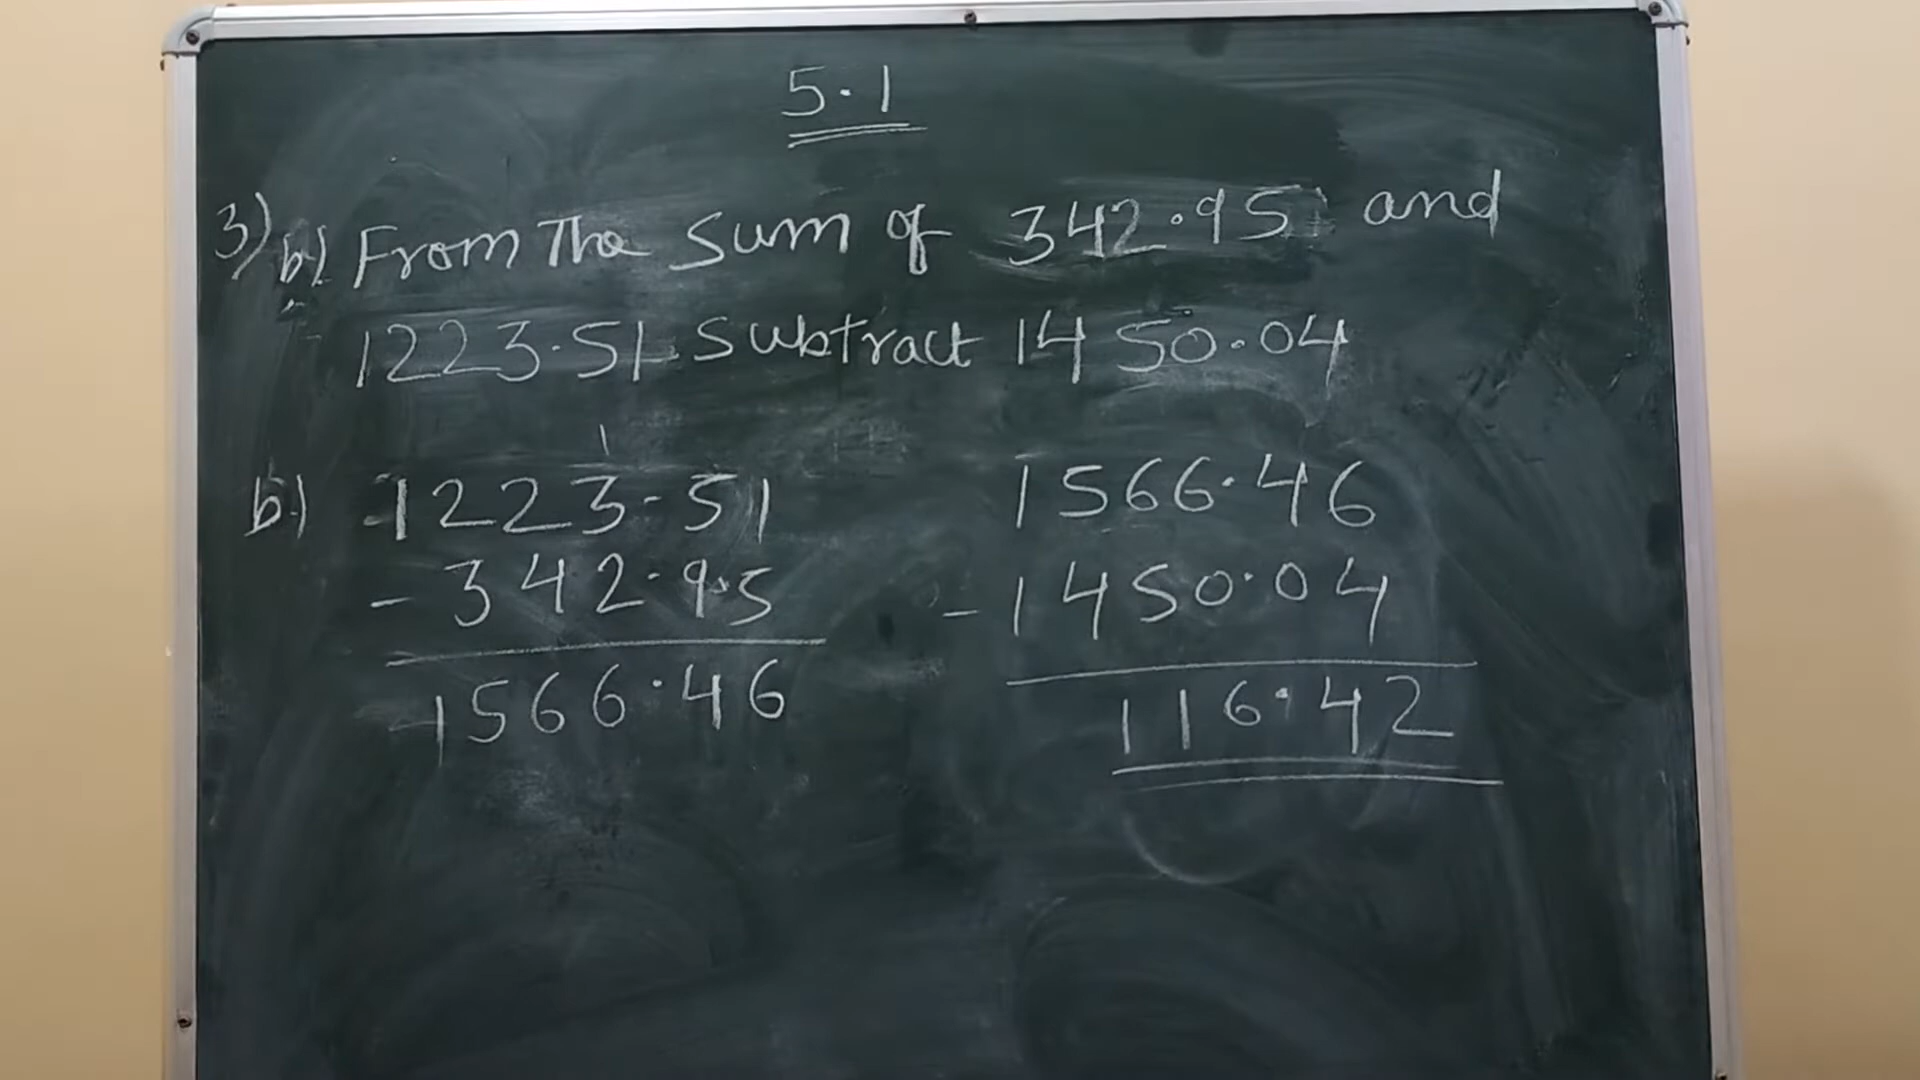 5.1
3) b) From The Sum of 342.95 and
1223.51 Subtract 1450.04
1
b) 1223.51
- 342.95
1566.46
1566.46
- 1450.04
116.42